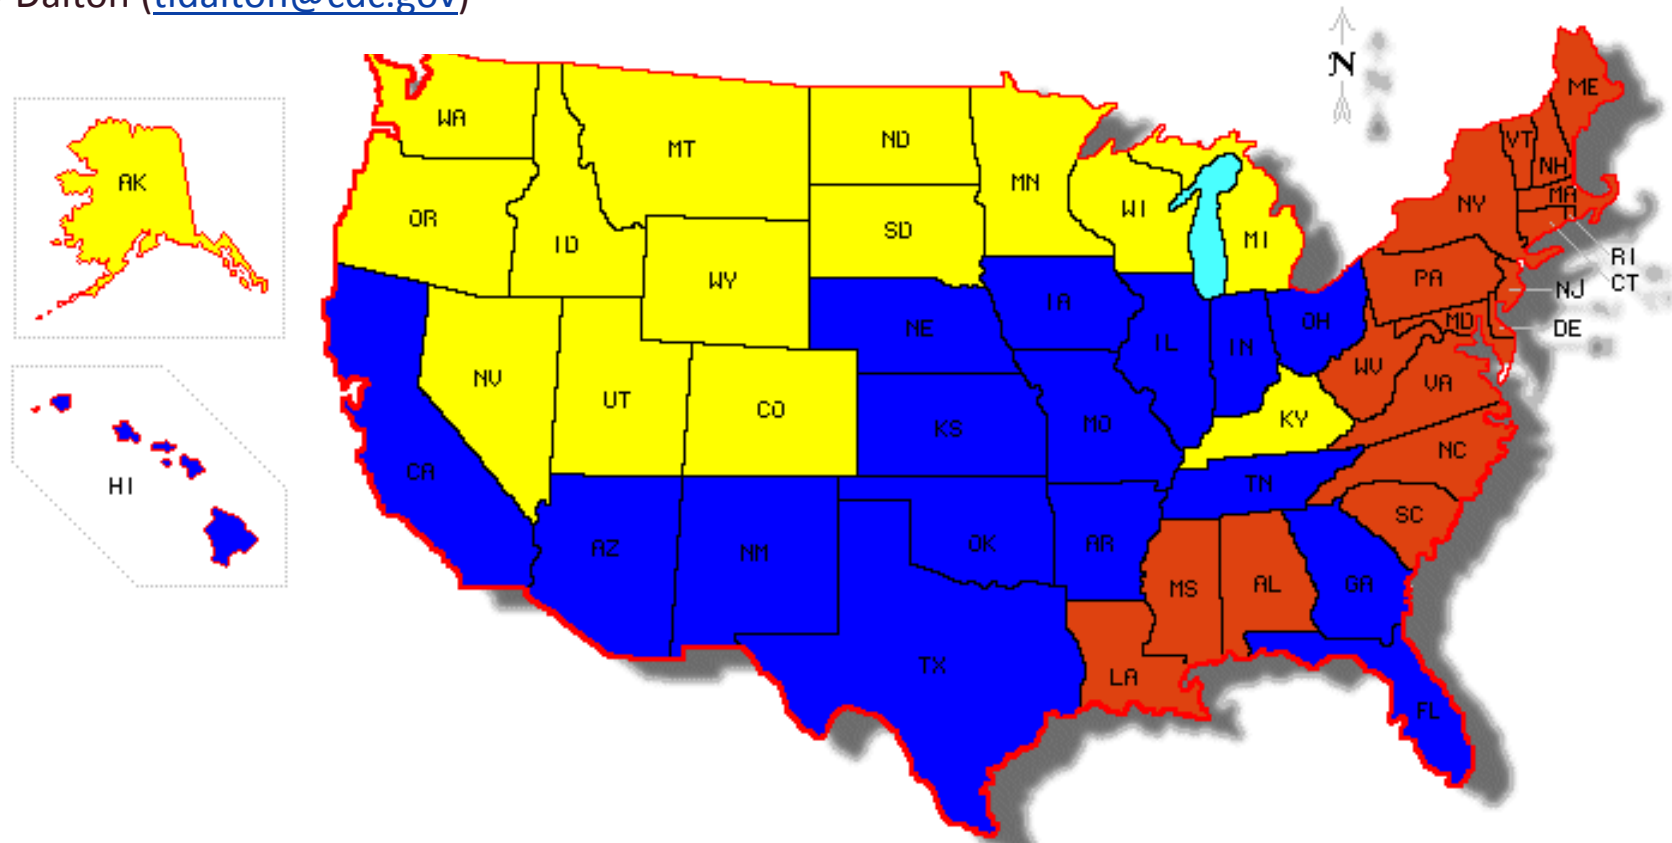 Dalton (tldalton@cdc.gov)
N
ME
WA
VT
MT
ND
NH
AK
MN
MA
WI
NY
OR
SD
MI
ID
RI
PA
CT
WY
NJ
IA
MD
DE
NE
OH
IL
IN
WV
NV
VA
UT
CO
KY
KS
MO
NC
CA
HI
TN
SC
AZ
NM
OK
AR
MS
AL
GA
TX
LA
FL